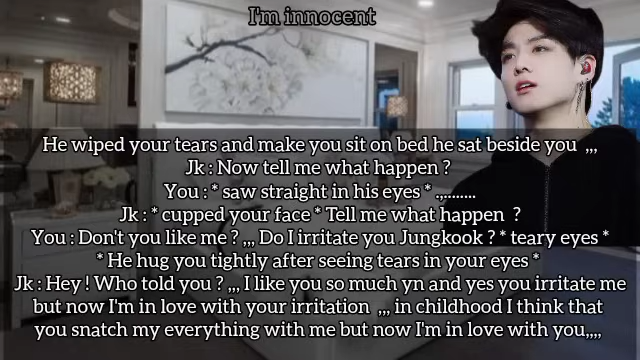 I'm innocent
He wiped your tears and make you sit on bed he sat beside you ,,,
Jk : Now tell me what happen ?
You : * saw straight in his eyes * .,........
Jk : * cupped your face * Tell me what happen ?
You : Don't you like me ? ,,, Do I irritate you Jungkook ? * teary eyes *
* He hug you tightly after seeing tears in your eyes *
Jk : Hey ! Who told you ? ,,, I like you so much yn and yes you irritate me
but now I'm in love with your irritation ,,, in childhood I think that
you snatch my everything with me but now I'm in love with you,,,,